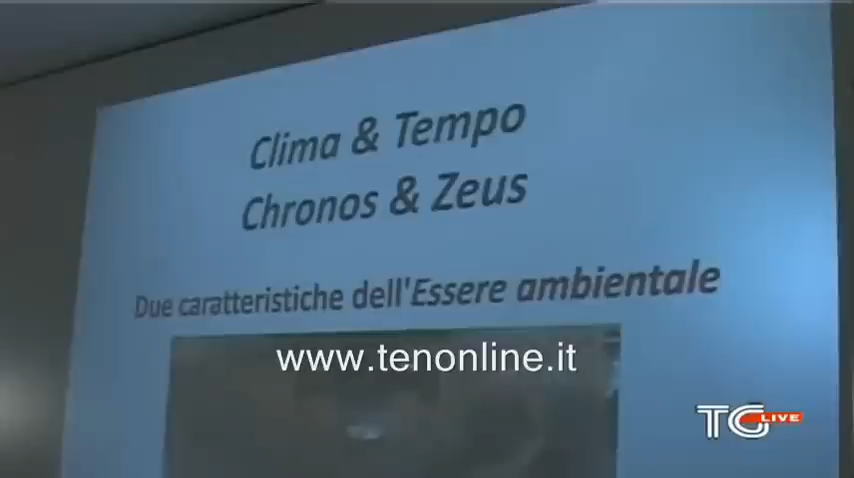 Clima & Tempo
Chronos & Zeus
Due caratteristiche dell'Essere ambientale
www.tenonline.it
TG LIVE